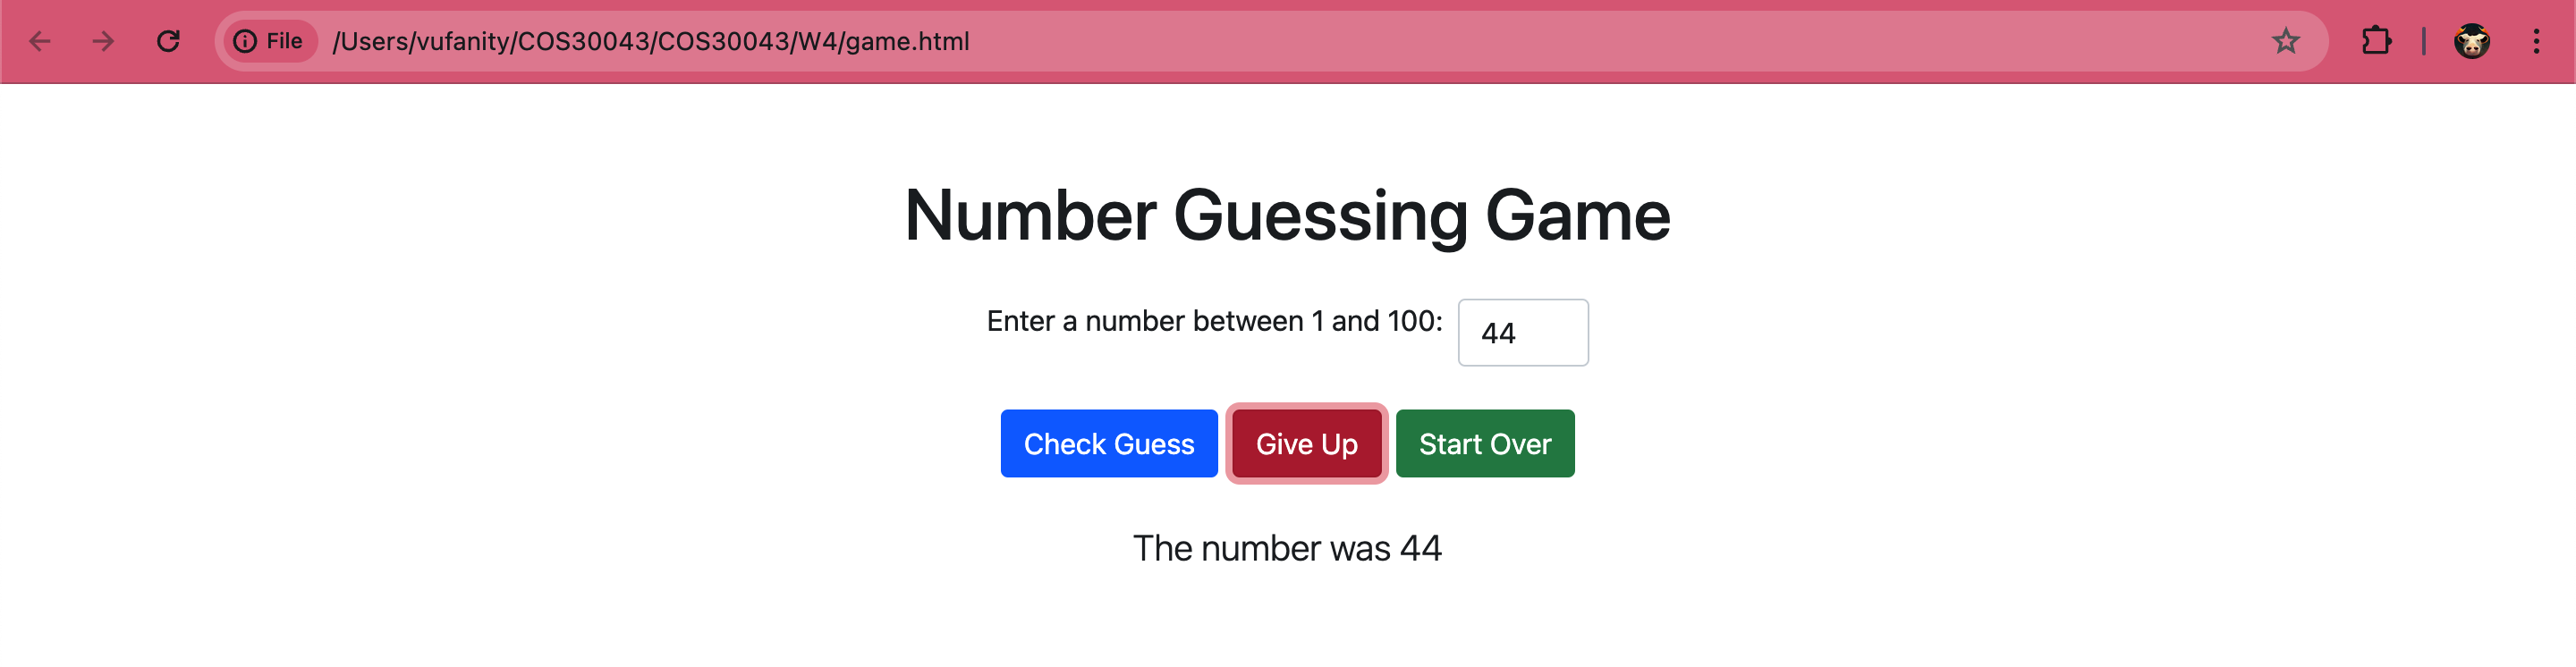 File /Users/vufanity/COS30043/COS30043/W4/game.html
Number Guessing Game
Enter a number between 1 and 100: 44
Check Guess Give Up Start Over
The number was 44